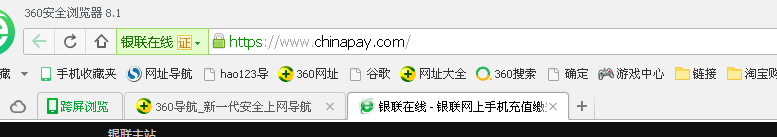 360安全浏览器 8.1
银联在线 证 https://www.chinapay.com/
藏 手机收藏夹 网址导航 hao123导 360网址 谷歌 网址大全 360搜索 确定 游戏中心 链接 淘宝购
跨屏浏览 360导航_新一代安全上网导航 银联在线 - 银联网上手机充值缴
银联主站